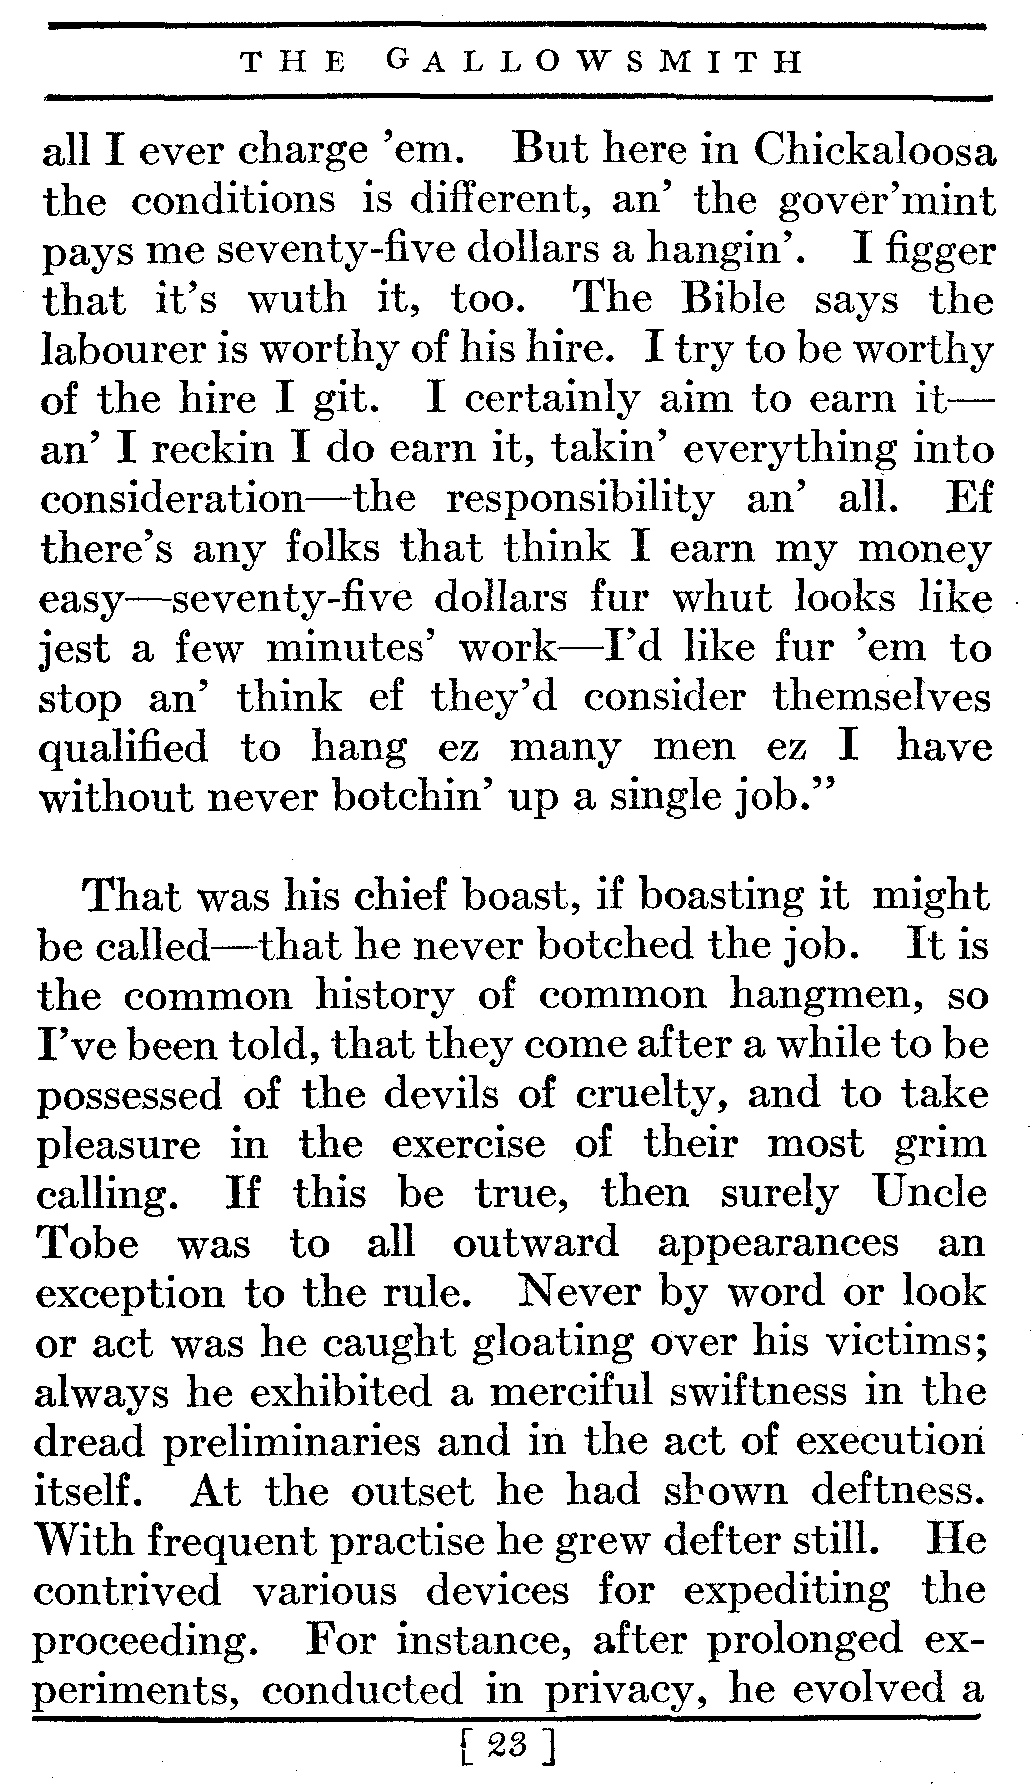 THE GALLOWSMITH
all I ever charge ’em. But here in Chickaloosa
the conditions is different, an’ the gover’mint
pays me seventy-five dollars a hangin’. I figger
that it’s wuth it, too. The Bible says the
labourer is worthy of his hire. I try to be worthy
of the hire I git. I certainly aim to earn it—
an’ I reckin I do earn it, takin’ everything into
consideration—the responsibility an’ all. Ef
there’s any folks that think I earn my money
easy—seventy-five dollars fur whut looks like
jest a few minutes’ work—I’d like fur ’em to
stop an’ think ef they’d consider themselves
qualified to hang ez many men ez I have
without never botchin’ up a single job.”
That was his chief boast, if boasting it might
be called—that he never botched the job. It is
the common history of common hangmen, so
I’ve been told, that they come after a while to be
possessed of the devils of cruelty, and to take
pleasure in the exercise of their most grim
calling. If this be true, then surely Uncle
Tobe was to all outward appearances an
exception to the rule. Never by word or look
or act was he caught gloating over his victims;
always he exhibited a merciful swiftness in the
dread preliminaries and in the act of execution
itself. At the outset he had shown deftness.
With frequent practise he grew defter still. He
contrived various devices for expediting the
proceeding. For instance, after prolonged ex-
periments, conducted in privacy, he evolved a
[ 23 ]